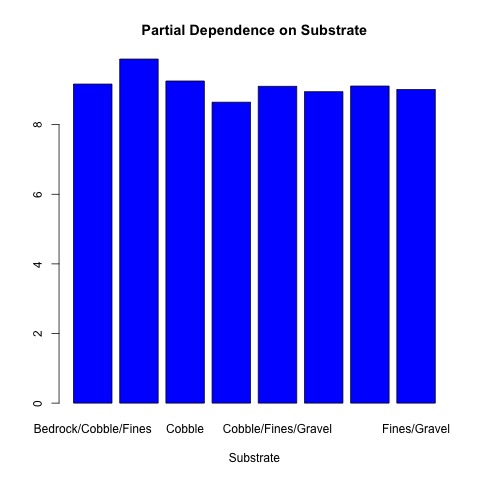 Partial Dependence on Substrate
8
6
4
2
0
Bedrock/Cobble/Fines Cobble Cobble/Fines/Gravel Fines/Gravel
Substrate